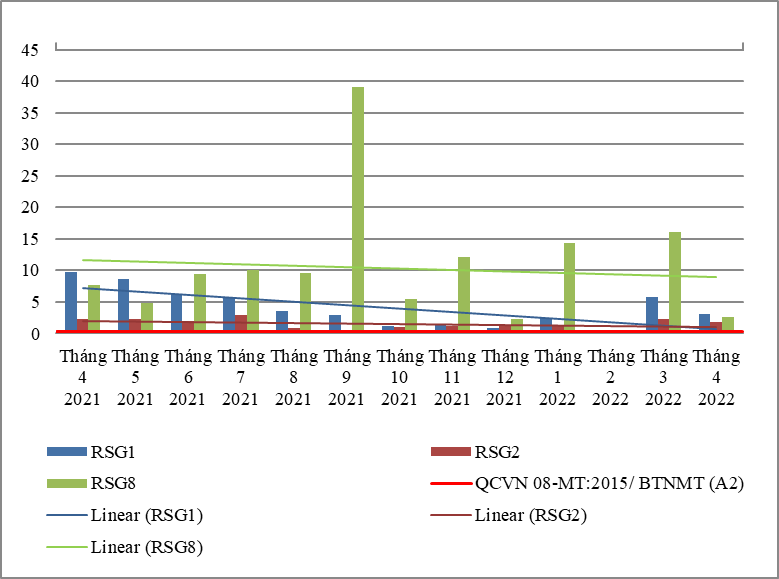 45
40
35
30
25
20
15
10
5
0
Tháng Tháng Tháng Tháng Tháng Tháng Tháng Tháng Tháng Tháng Tháng Tháng Tháng
4 5 6 7 8 9 10 11 12 1 2 3 4
2021 2021 2021 2021 2021 2021 2021 2021 2021 2022 2022 2022 2022
RSG1 RSG2
RSG8 QCVN 08-MT:2015/ BTNMT (A2)
Linear (RSG1) Linear (RSG2)
Linear (RSG8)